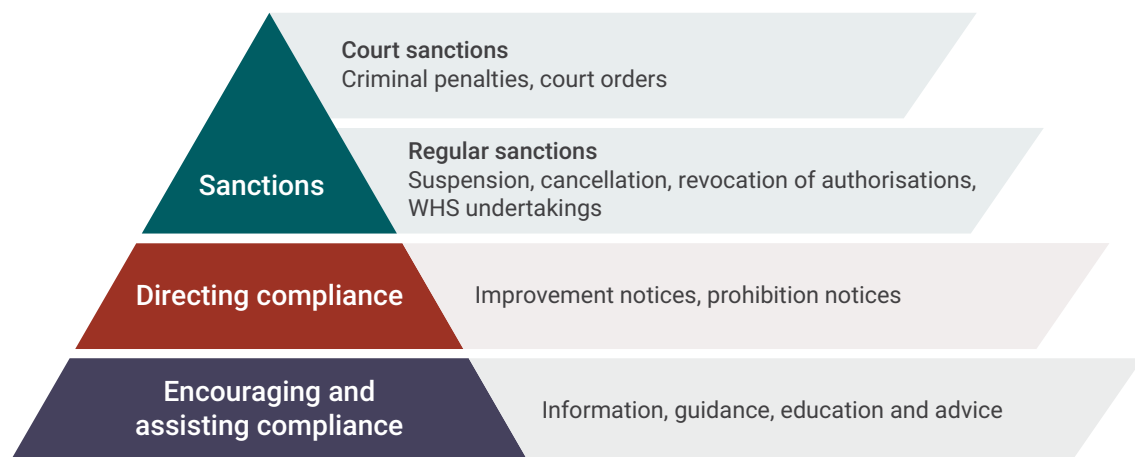 Court sanctions
Criminal penalties, court orders
Sanctions
Regular sanctions
Suspension, cancellation, revocation of authorisations,
WHS undertakings
Directing compliance
Improvement notices, prohibition notices
Encouraging and
assisting compliance
Information, guidance, education and advice